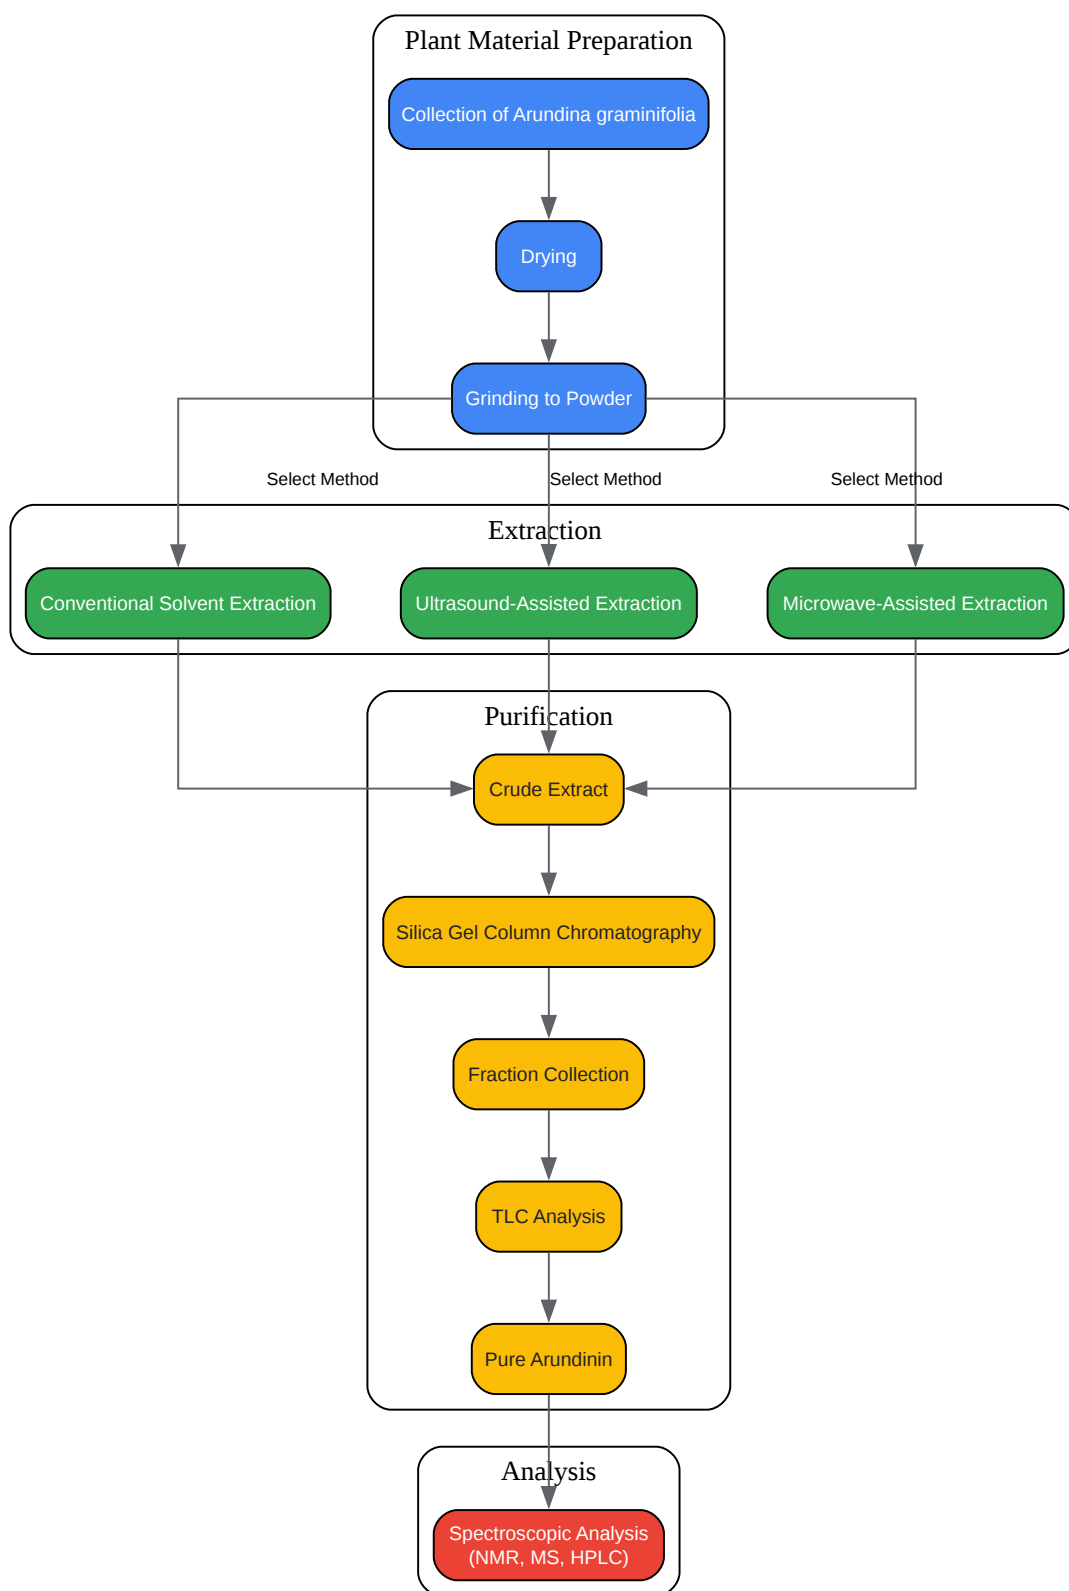 Plant Material Preparation
Collection of Arundina graminifolia
Drying
Grinding to Powder
Select Method
Select Method
Select Method
Extraction
Conventional Solvent Extraction
Ultrasound-Assisted Extraction
Microwave-Assisted Extraction
Purification
Crude Extract
Silica Gel Column Chromatography
Fraction Collection
TLC Analysis
Pure Arundinin
Analysis
Spectroscopic Analysis
(NMR, MS, HPLC)